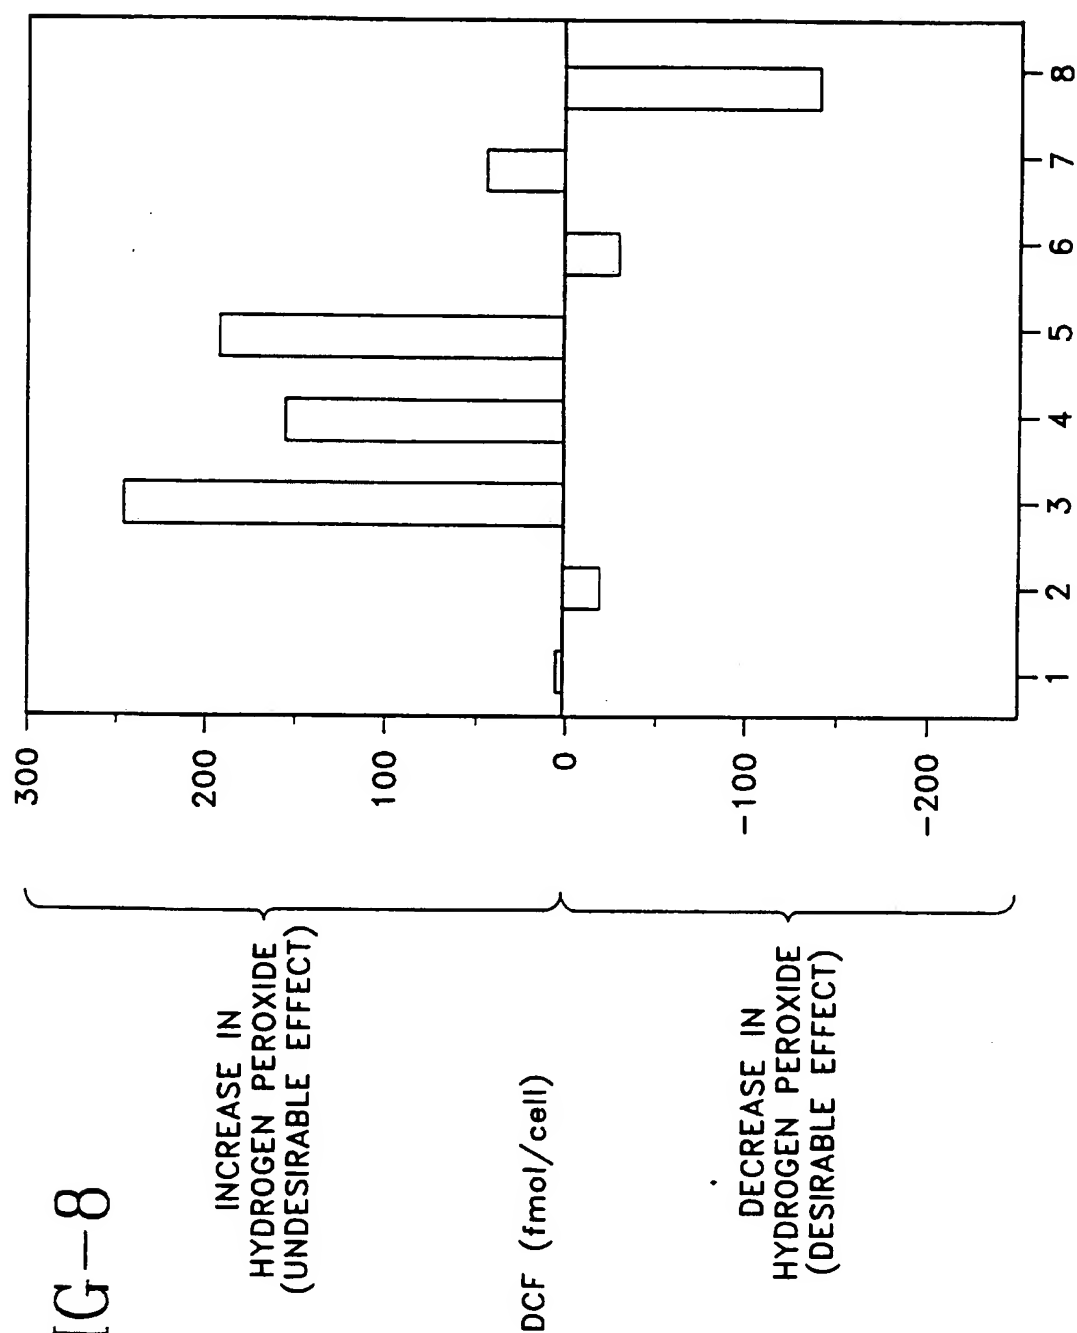 IG-8
INCREASE IN
HYDROGEN PEROXIDE
(UNDESIRABLE EFFECT)
DCF (fmol/cell)
DECREASE IN
HYDROGEN PEROXIDE
(DESIRABLE EFFECT)
300
200
100
0
-100
-200
1 2 3 4 5 6 7 8